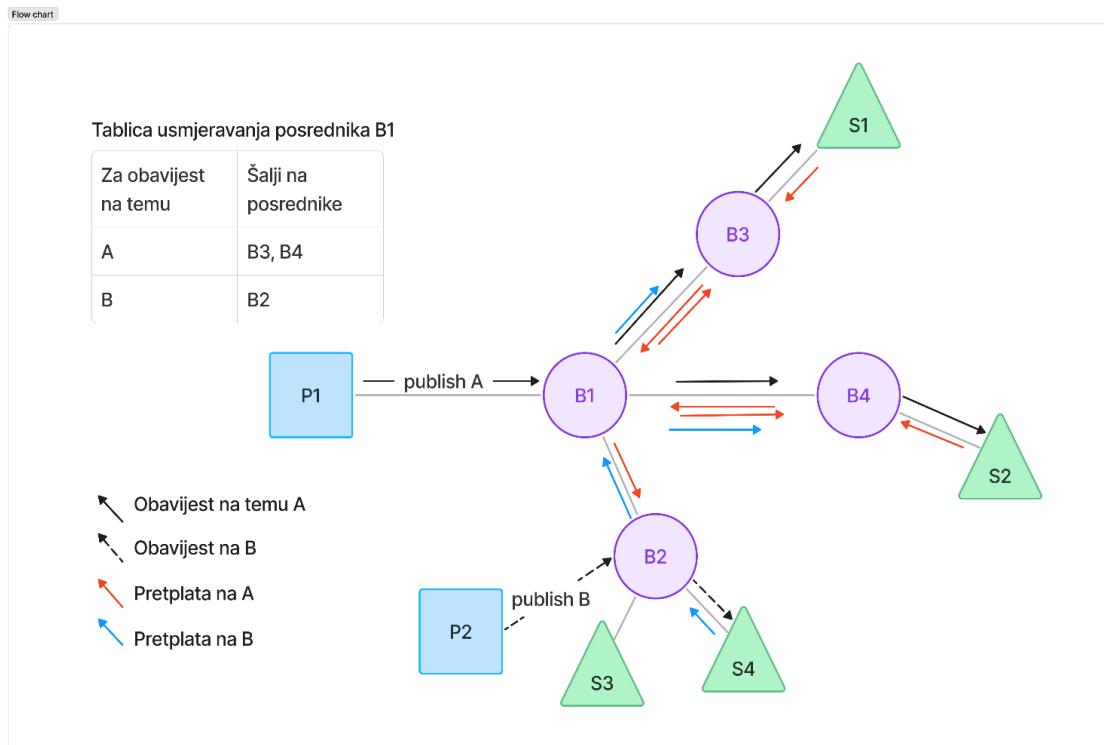 Flow chart
Tablica usmjeravanja posrednika B1
Za obavijest
na temu
Šalji na
posrednike
A
B3, B4
B
B2
S1
B3
P1
publish A
B1
B4
S2
Obavijest na temu A
Obavijest na B
Pretplata na A
Pretplata na B
B2
publish B
P2
S3
S4